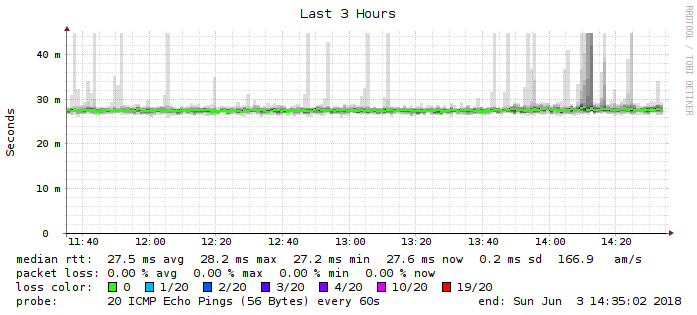 Last 3 Hours
RRDTOOL / TOBI OETIKER
Seconds
40 m
30 m
20 m
10 m
0
11:40 12:00 12:20 12:40 13:00 13:20 13:40 14:00 14:20
median rtt: 27.5 ms avg 28.2 ms max 27.2 ms min 27.6 ms now 0.2 ms sd 166.9 am/s
packet loss: 0.00 % avg 0.00 % max 0.00 % min 0.00 % now
loss color: 0 1/20 2/20 3/20 4/20 10/20 19/20
probe: 20 ICMP Echo Pings (56 Bytes) every 60s end: Sun Jun 3 14:35:02 2018